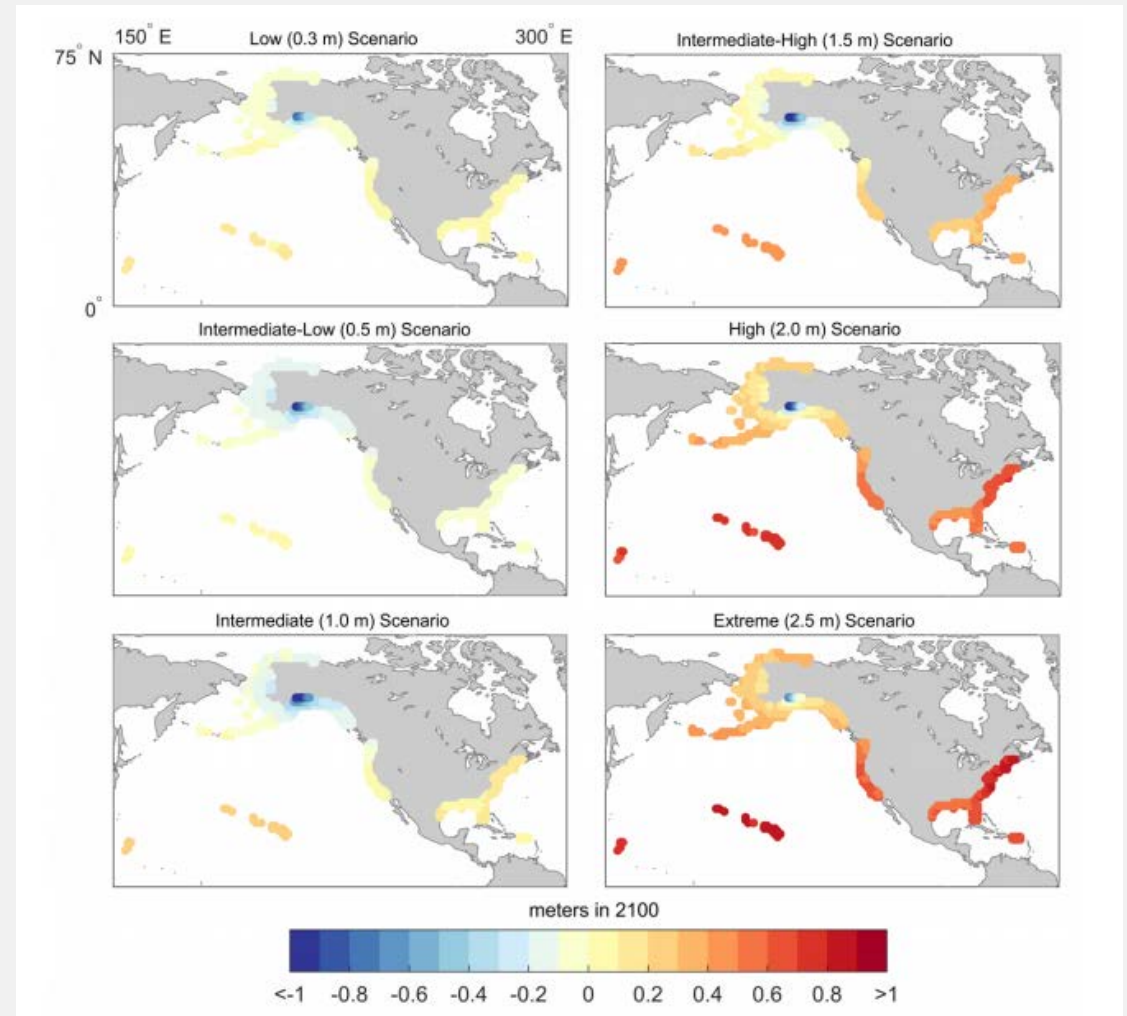 150° E
300° E
75° N
0°
Low (0.3 m) Scenario
Intermediate-High (1.5 m) Scenario
Intermediate-Low (0.5 m) Scenario
High (2.0 m) Scenario
Intermediate (1.0 m) Scenario
Extreme (2.5 m) Scenario
meters in 2100
<-1 -0.8 -0.6 -0.4 -0.2 0 0.2 0.4 0.6 0.8 >1